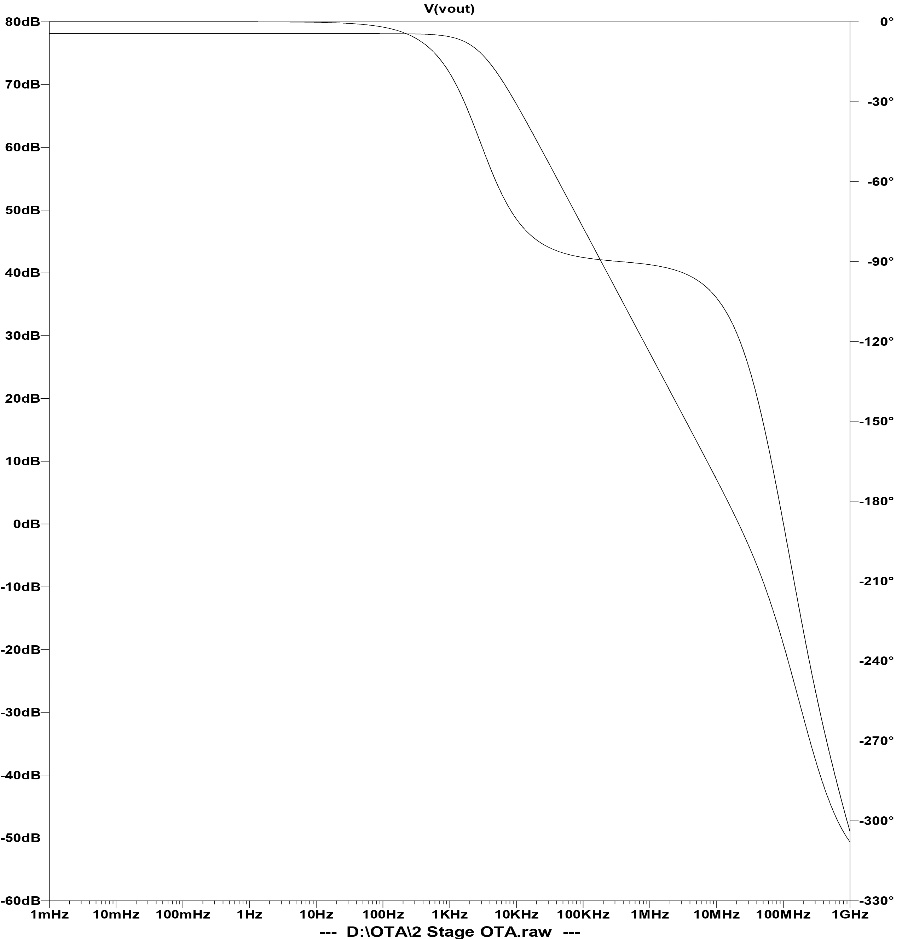 V(vout)
80dB
70dB
60dB
50dB
40dB
30dB
20dB
10dB
0dB
-10dB
-20dB
-30dB
-40dB
-50dB
-60dB
0°
-30°
-60°
-90°
-120°
-150°
-180°
-210°
-240°
-270°
-300°
-330°
1mHz 10mHz 100mHz 1Hz 10Hz 100Hz 1KHz 10KHz 100KHz 1MHz 10MHz 100MHz 1GHz
--- D:\OTA\2 Stage OTA.raw ---